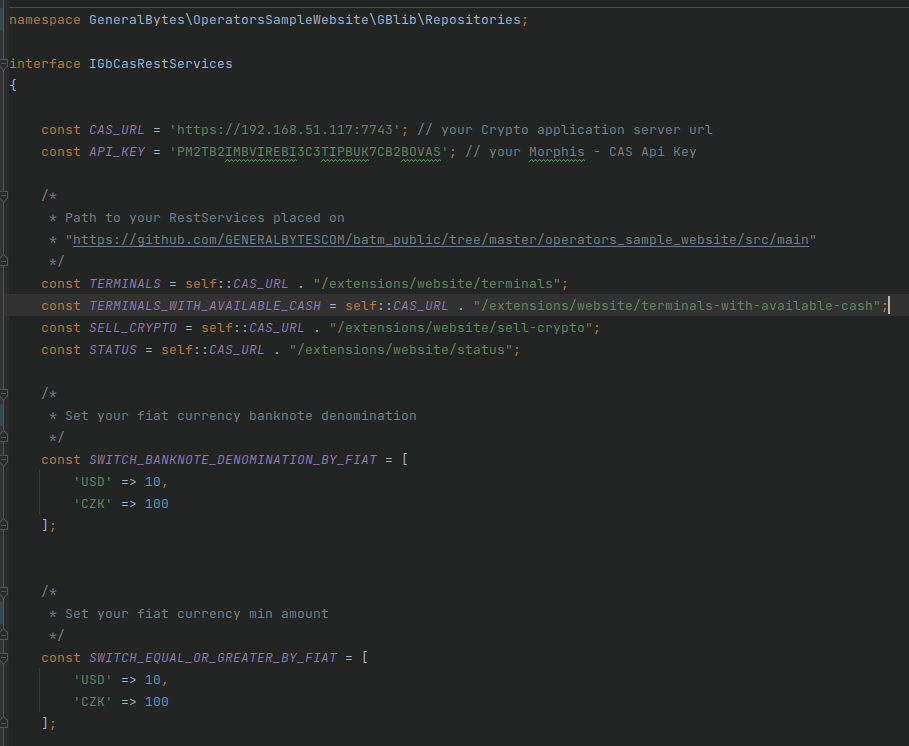 namespace GeneralBytes\OperatorsSampleWebsite\GBlib\Repositories;
interface IGbCasRestServices
{
const CAS_URL = 'https://192.168.51.117:7743'; // your Crypto application server url
const API_KEY = 'PM2TB2IMBVIREBI3C3TIPBUK7CB2BOVAS'; // your Morphis - CAS Api Key
/*
* Path to your RestServices placed on
* "https://github.com/GENERALBYTESCOM/batm_public/tree/master/operators_sample_website/src/main"
*/
const TERMINALS = self::CAS_URL . "/extensions/website/terminals";
const TERMINALS_WITH_AVAILABLE_CASH = self::CAS_URL . "/extensions/website/terminals-with-available-cash";
const SELL_CRYPTO = self::CAS_URL . "/extensions/website/sell-crypto";
const STATUS = self::CAS_URL . "/extensions/website/status";
/*
* Set your fiat currency banknote denomination
*/
const SWITCH_BANKNOTE_DENOMINATION_BY_FIAT = [
'USD' => 10,
'CZK' => 100
];
/*
* Set your fiat currency min amount
*/
const SWITCH_EQUAL_OR_GREATER_BY_FIAT = [
'USD' => 10,
'CZK' => 100
];